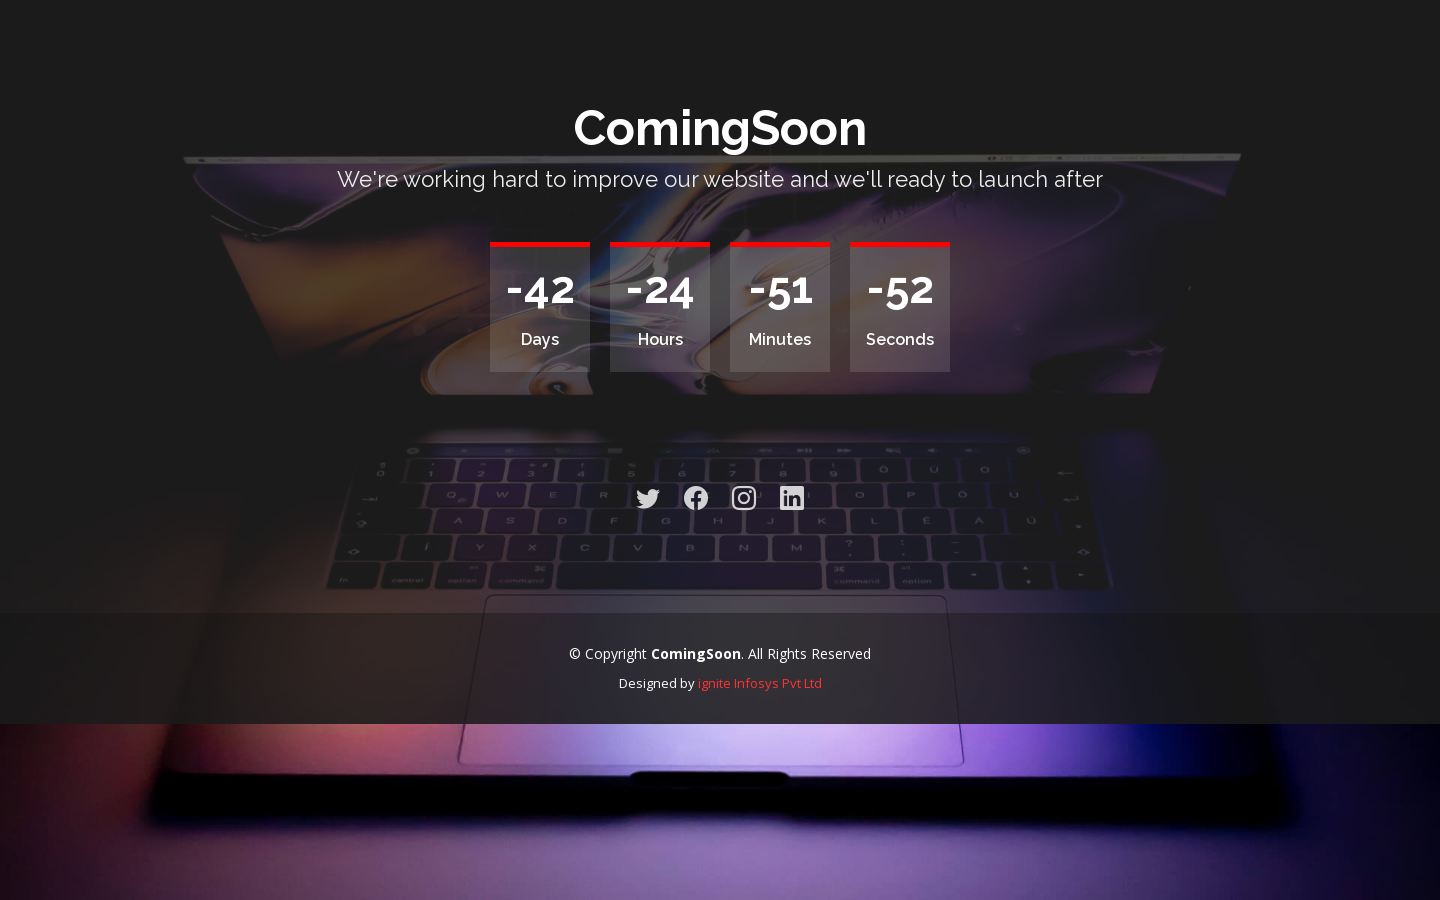 ComingSoon
We're working hard to improve our website and we'll ready to launch after
-42 -24 -51 -52
Days Hours Minutes Seconds
© Copyright ComingSoon. All Rights Reserved
Designed by ignite Infosys Pvt Ltd